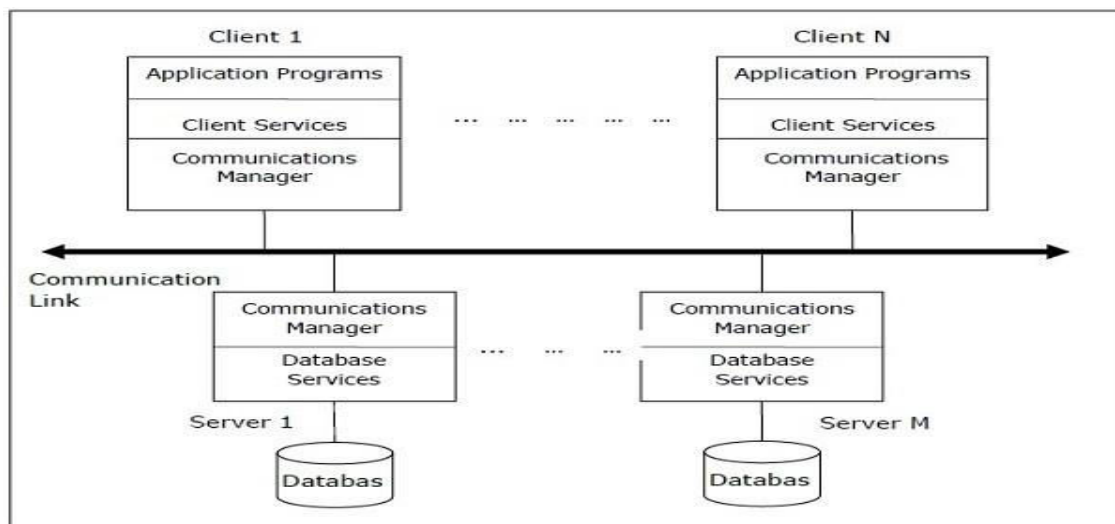 Client 1
Client N
Application Programs
Client Services
Communications
Manager
Application Programs
Client Services
Communications
Manager
... ... ... ... ...
Communication
Link
Communications
Manager
Database
Services
... ... ...
Communications
Manager
Database
Services
Server 1
Server M
Databas
Databas